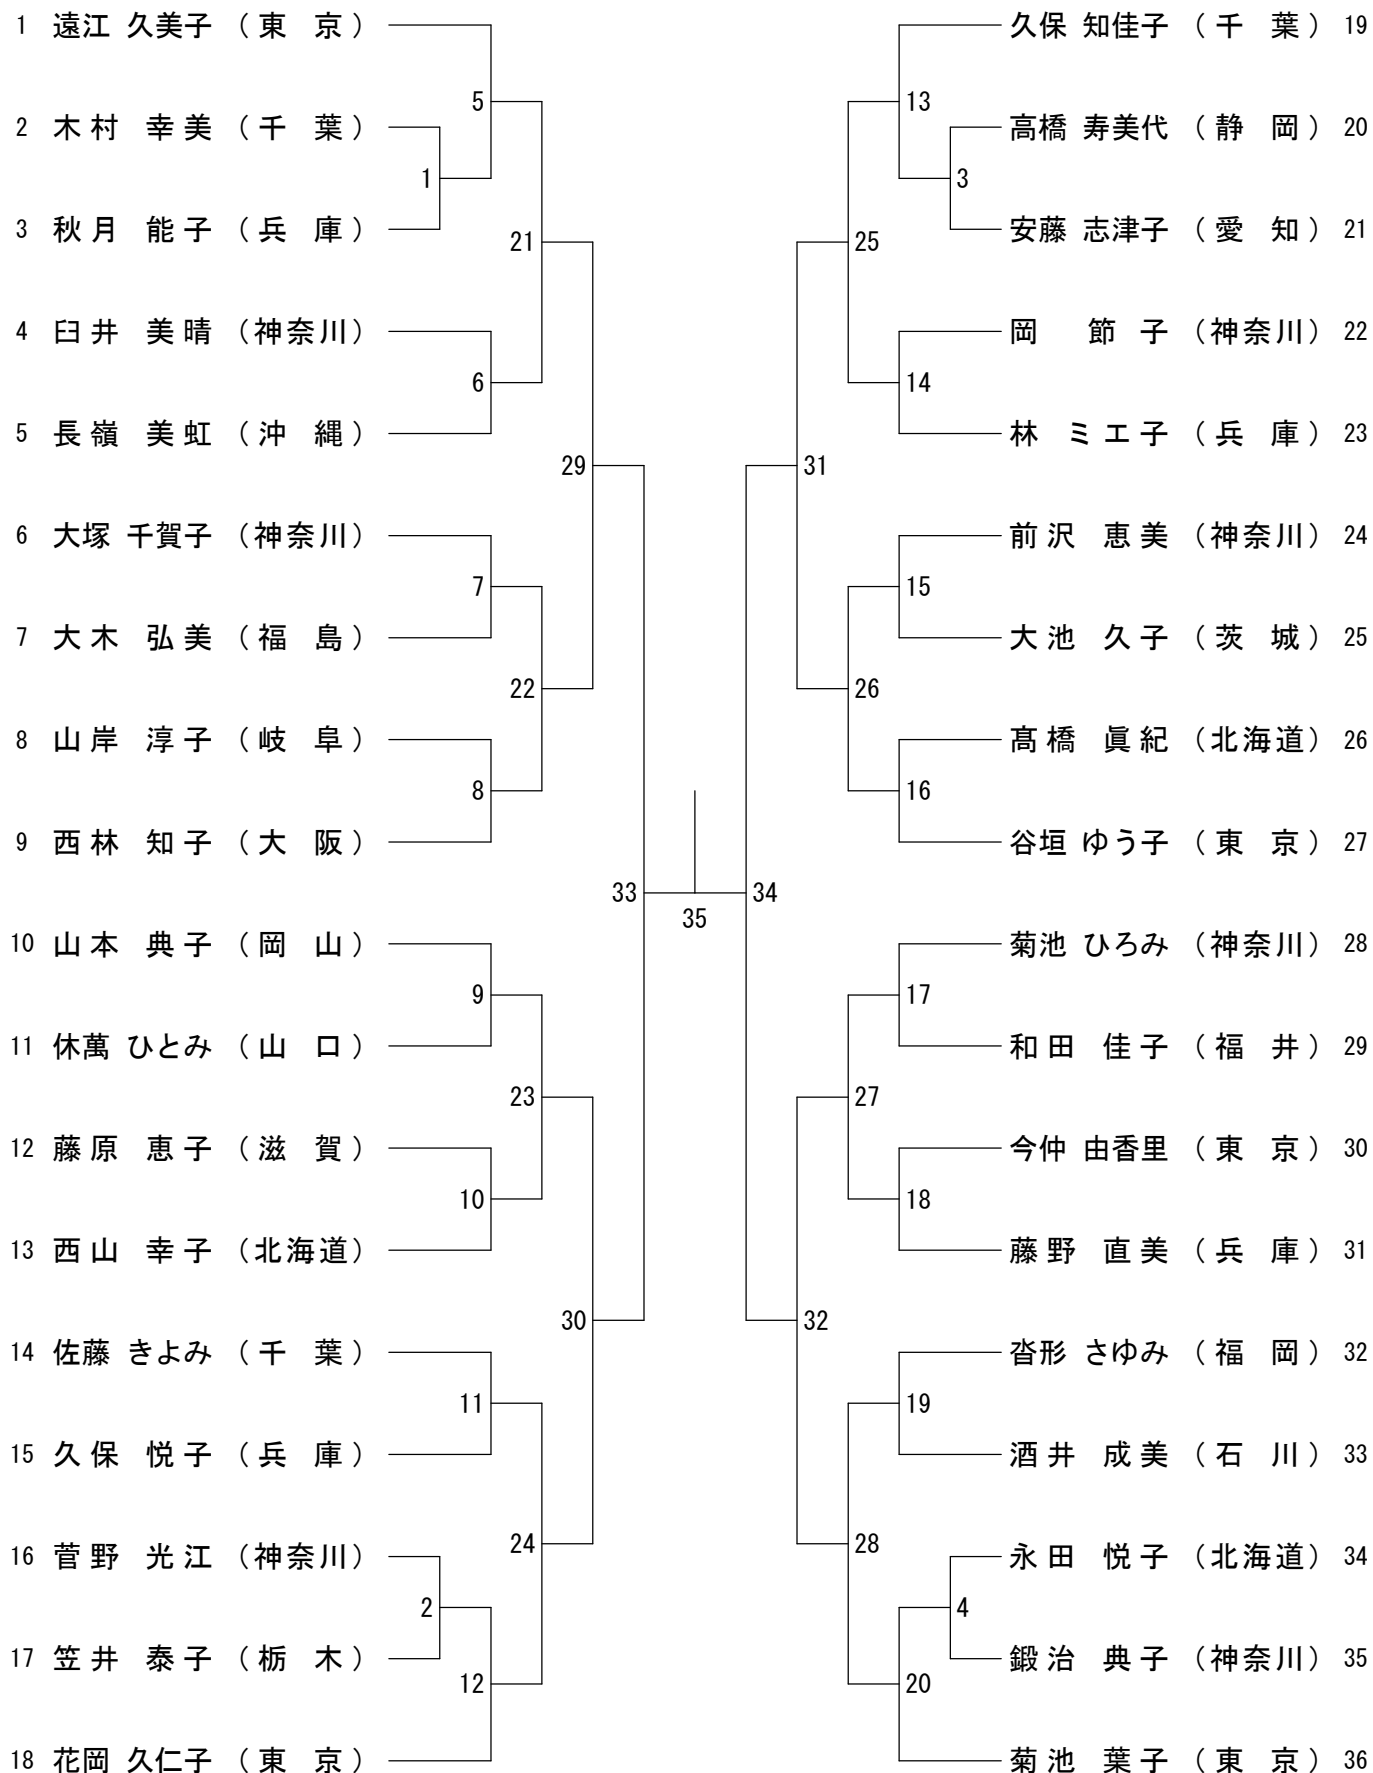 1 遠江 久美子 （東　京）
2 木村　幸美 （千　葉）
3 秋月　能子 （兵　庫）
4 臼井　美晴 （神奈川）
5 長嶺　美虹 （沖　縄）
6 大塚 千賀子 （神奈川）
7 大木　弘美 （福　島）
8 山岸　淳子 （岐　阜）
9 西林　知子 （大　阪）
10 山本　典子 （岡　山）
11 休萬 ひとみ （山　口）
12 藤原　恵子 （滋　賀）
13 西山　幸子 （北海道）
14 佐藤 きよみ （千　葉）
15 久保　悦子 （兵　庫）
16 菅野　光江 （神奈川）
17 笠井　泰子 （栃　木）
18 花岡 久仁子 （東　京）
5
1
21
6
29
7
22
8
33
9
23
10
30
11
24
2
12
35
34
13
3
25
14
31
15
26
16
17
27
18
32
19
28
4
20
久保 知佳子 （千　葉） 19
高橋 寿美代 （静　岡） 20
安藤 志津子 （愛　知） 21
岡　節子 （神奈川） 22
林　ミエ子 （兵　庫） 23
前沢　恵美 （神奈川） 24
大池　久子 （茨　城） 25
髙橋　眞紀 （北海道） 26
谷垣 ゆう子 （東　京） 27
菊池 ひろみ （神奈川） 28
和田　佳子 （福　井） 29
今仲 由香里 （東　京） 30
藤野　直美 （兵　庫） 31
沓形 さゆみ （福　岡） 32
酒井　成美 （石　川） 33
永田　悦子 （北海道） 34
鍛治　典子 （神奈川） 35
菊池　葉子 （東　京） 36